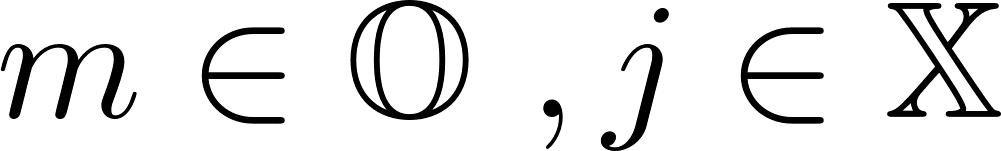 m ∈ 𝕆 , j ∈ 𝕏